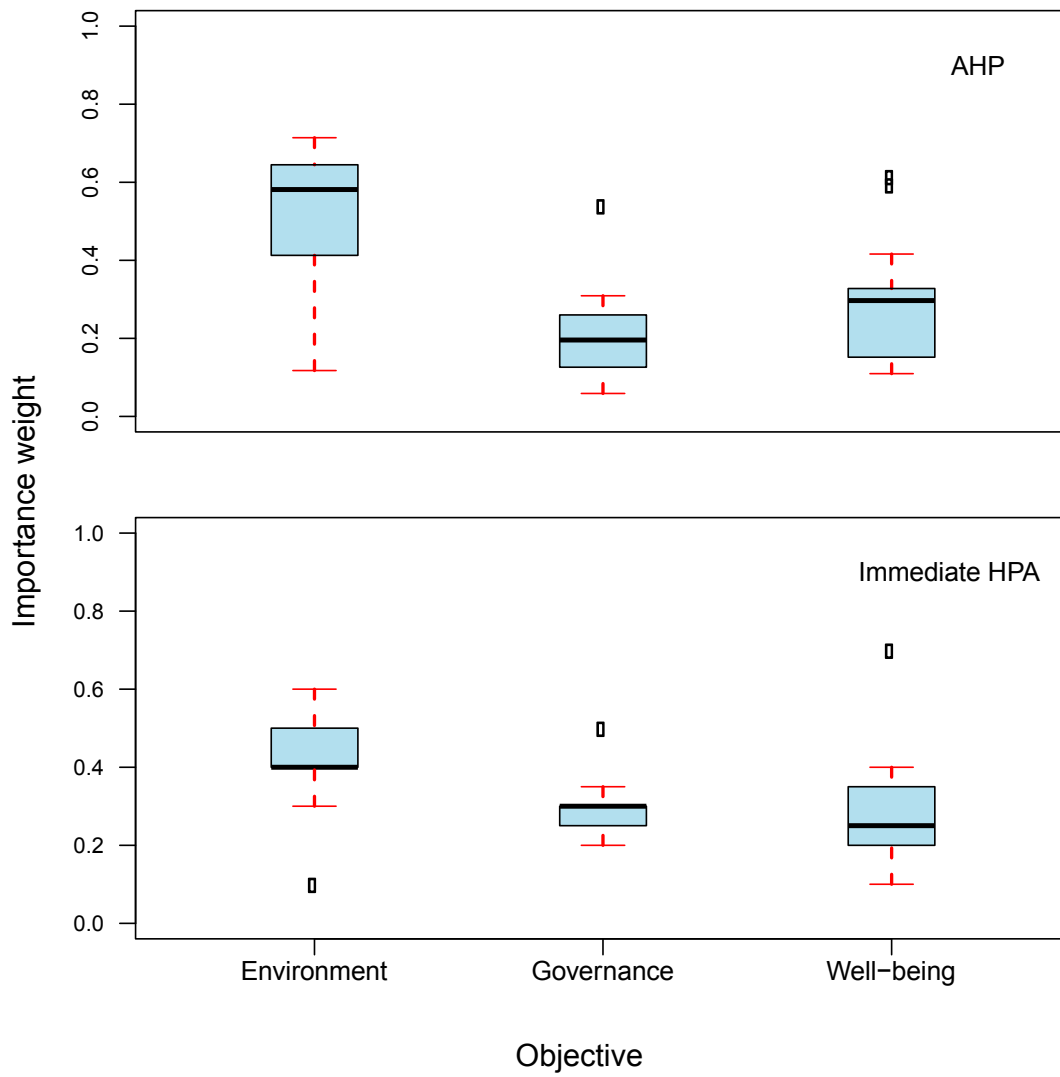 1.0
0.8
0.6
0.4
0.2
0.0
AHP
Importance weight
1.0
0.8
0.6
0.4
0.2
0.0
Immediate HPA
Environment Governance Well−being
Objective